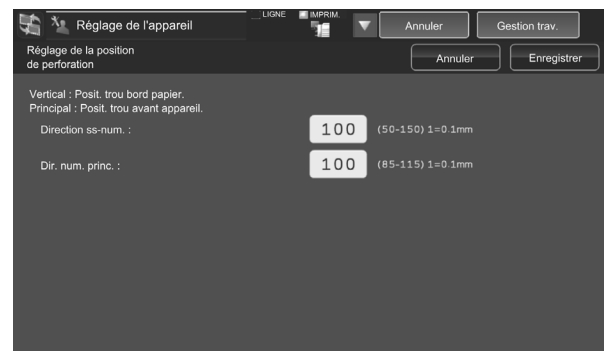 Réglage de l'appareil
LIGNE
IMPRIM.
Annuler
Gestion trav.
Réglage de la position
de perforation
Annuler
Enregistrer
Vertical : Posit. trou bord papier.
Principal : Posit. trou avant appareil.
Direction ss-num. : 100 (50-150) 1=0.1mm
Dir. num. princ. : 100 (85-115) 1=0.1mm